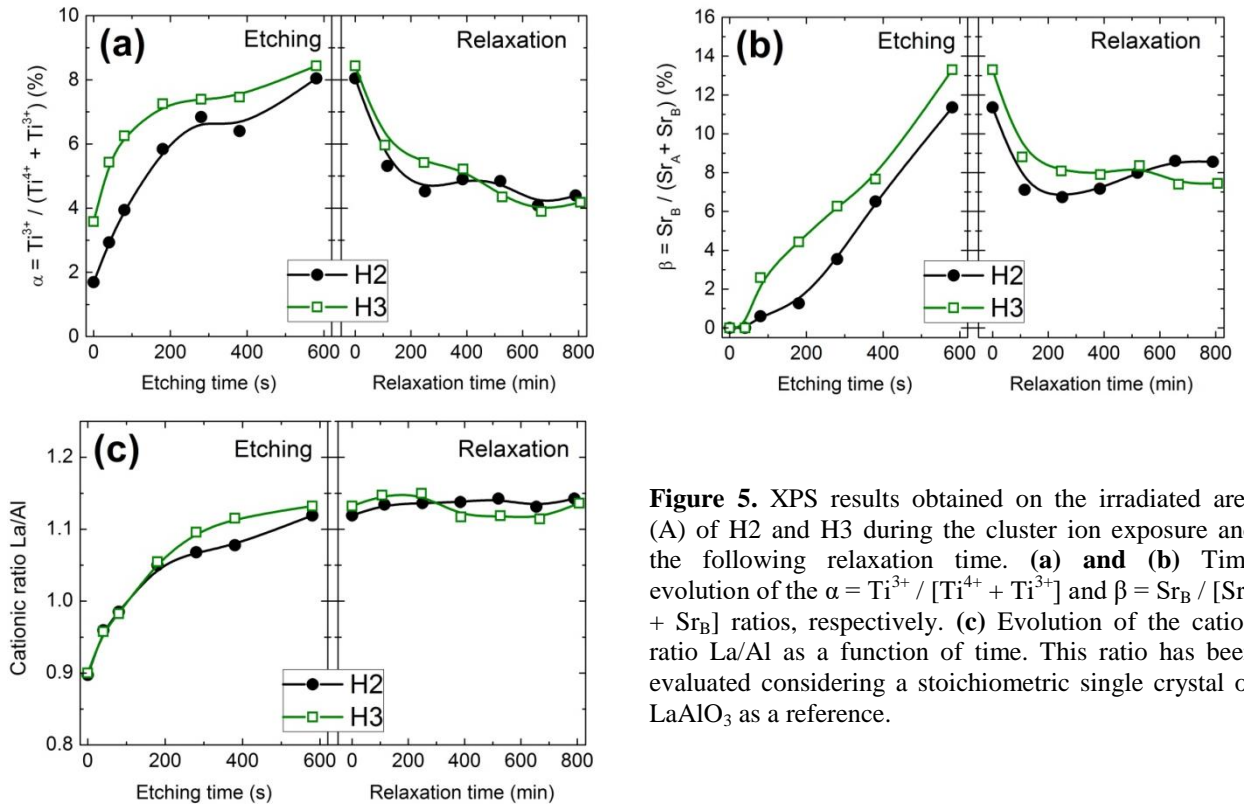 (a)
Etching
Relaxation
α = Ti³⁺ / (Ti⁴⁺ + Ti³⁺) (%)
10
8
6
4
2
0
H2
H3
0 200 400 600 0 200 400 600 800
Etching time (s) Relaxation time (min)
(b)
Etching
Relaxation
β = Sr_B / (Sr_A + Sr_B) (%)
16
14
12
10
8
6
4
2
0
H2
H3
0 200 400 600 0 200 400 600 800
Etching time (s) Relaxation time (min)
(c)
Etching
Relaxation
Cationic ratio La/Al
1.2
1.1
1.0
0.9
0.8
H2
H3
0 200 400 600 0 200 400 600 800
Etching time (s) Relaxation time (min)
Figure 5. XPS results obtained on the irradiated are
(A) of H2 and H3 during the cluster ion exposure and
the following relaxation time. (a) and (b) Tim
evolution of the α = Ti³⁺ / [Ti⁴⁺ + Ti³⁺] and β = Sr_B / [Sr
+ Sr_B] ratios, respectively. (c) Evolution of the catio
ratio La/Al as a function of time. This ratio has bee
evaluated considering a stoichiometric single crystal o
LaAlO₃ as a reference.